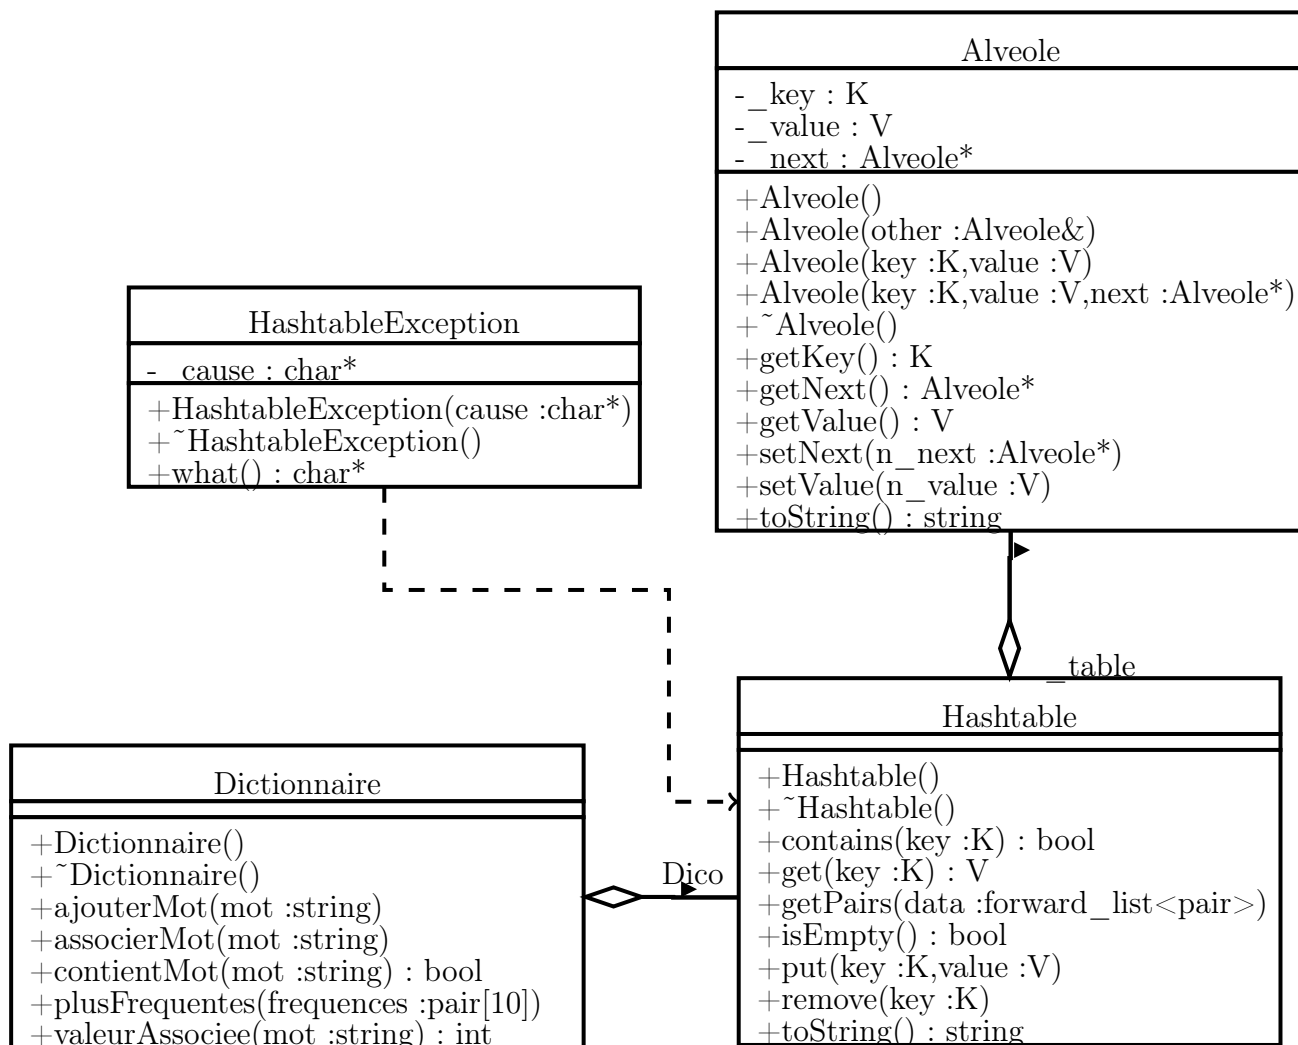 Alveole
-_key : K
-_value : V
-_next : Alveole*
+Alveole()
+Alveole(other :Alveole&)
+Alveole(key :K,value :V)
+Alveole(key :K,value :V,next :Alveole*)
+~Alveole()
+getKey() : K
+getNext() : Alveole*
+getValue() : V
+setNext(n_next :Alveole*)
+setValue(n_value :V)
+toString() : string
HashtableException
-_cause : char*
+HashtableException(cause :char*)
+~HashtableException()
+what() : char*
_table
Hashtable
+Hashtable()
+~Hashtable()
+contains(key :K) : bool
+get(key :K) : V
+getPairs(data :forward_list<pair>)
+isEmpty() : bool
+put(key :K,value :V)
+remove(key :K)
+toString() : string
Dico
Dictionnaire
+Dictionnaire()
+~Dictionnaire()
+ajouterMot(mot :string)
+associerMot(mot :string)
+contientMot(mot :string) : bool
+plusFrequentes(frequences :pair[10])
+valeurAssociee(mot :string) : int